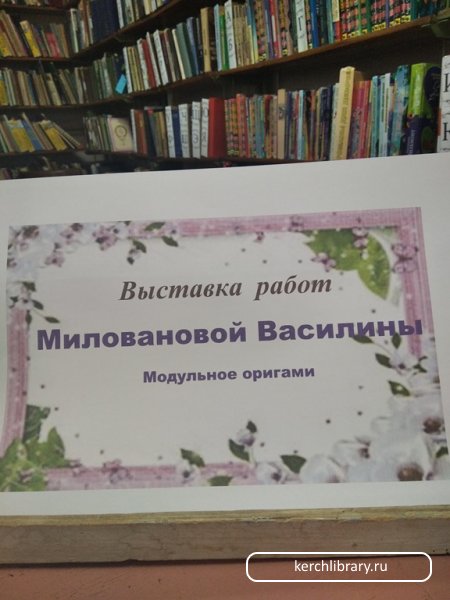 Выставка работ
Миловановой Василины
Модульное оригами
kerchlibrary.ru